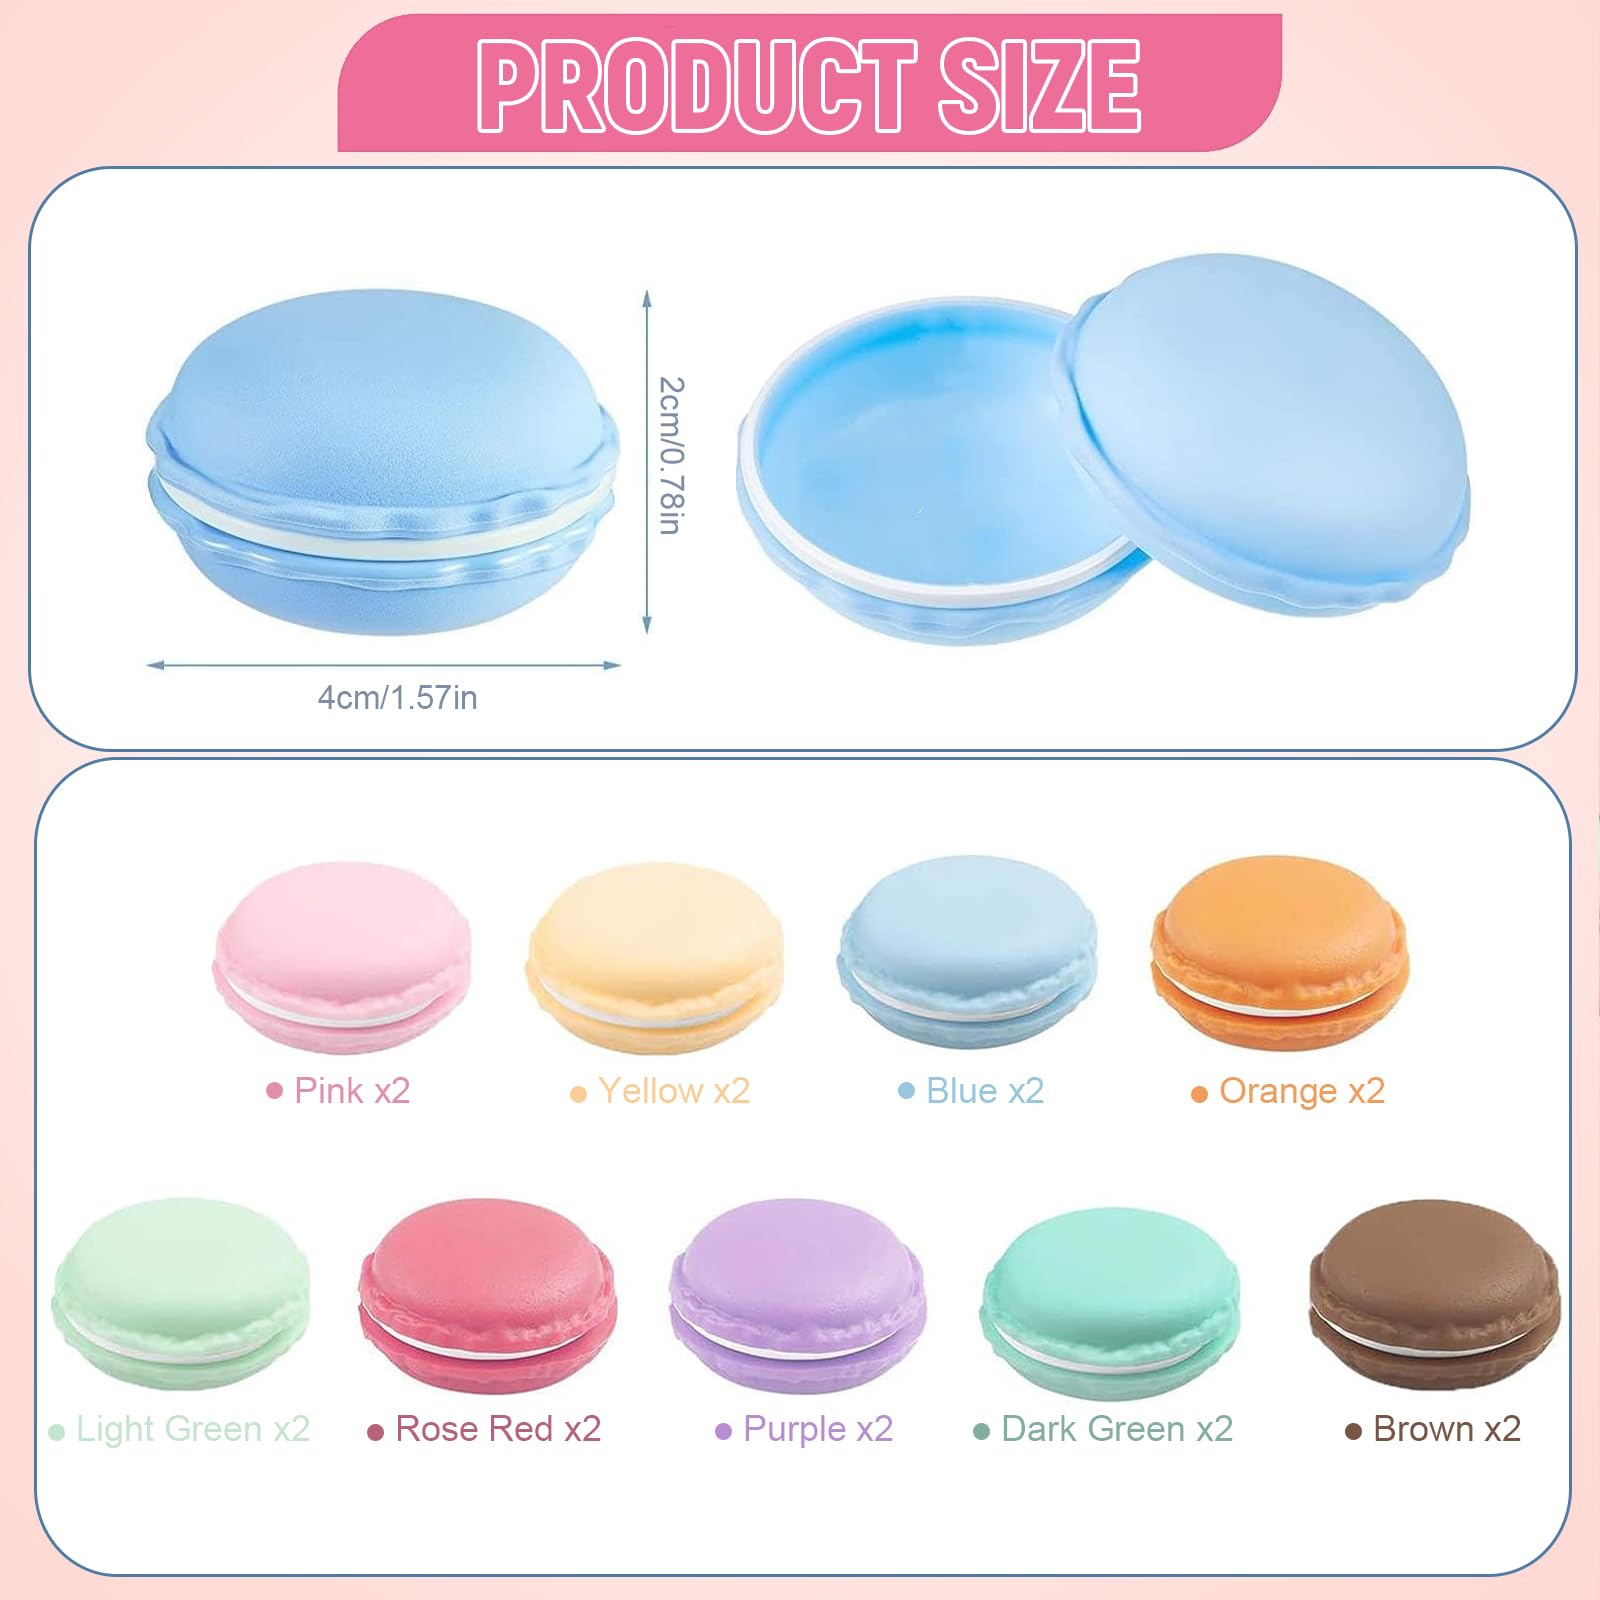 PRODUCT SIZE
2cm/0.78in
4cm/1.57in
Pink x2
Yellow x2
Blue x2
Orange x2
Light Green x2
Rose Red x2
Purple x2
Dark Green x2
Brown x2